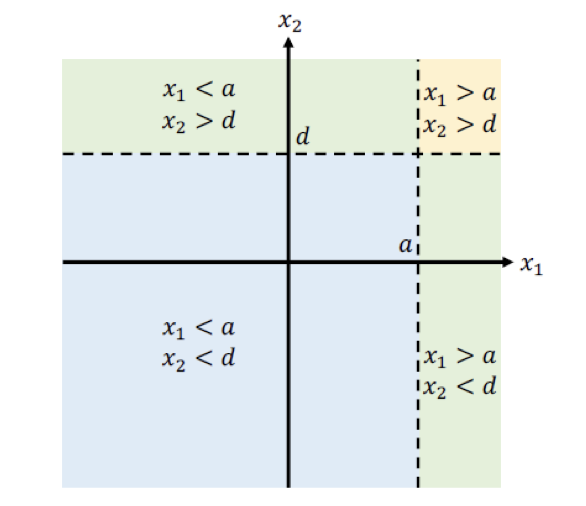 x₂
x₁ < a
x₂ > d
x₁ > a
x₂ > d
d
a
x₁
x₁ < a
x₂ < d
x₁ > a
x₂ < d